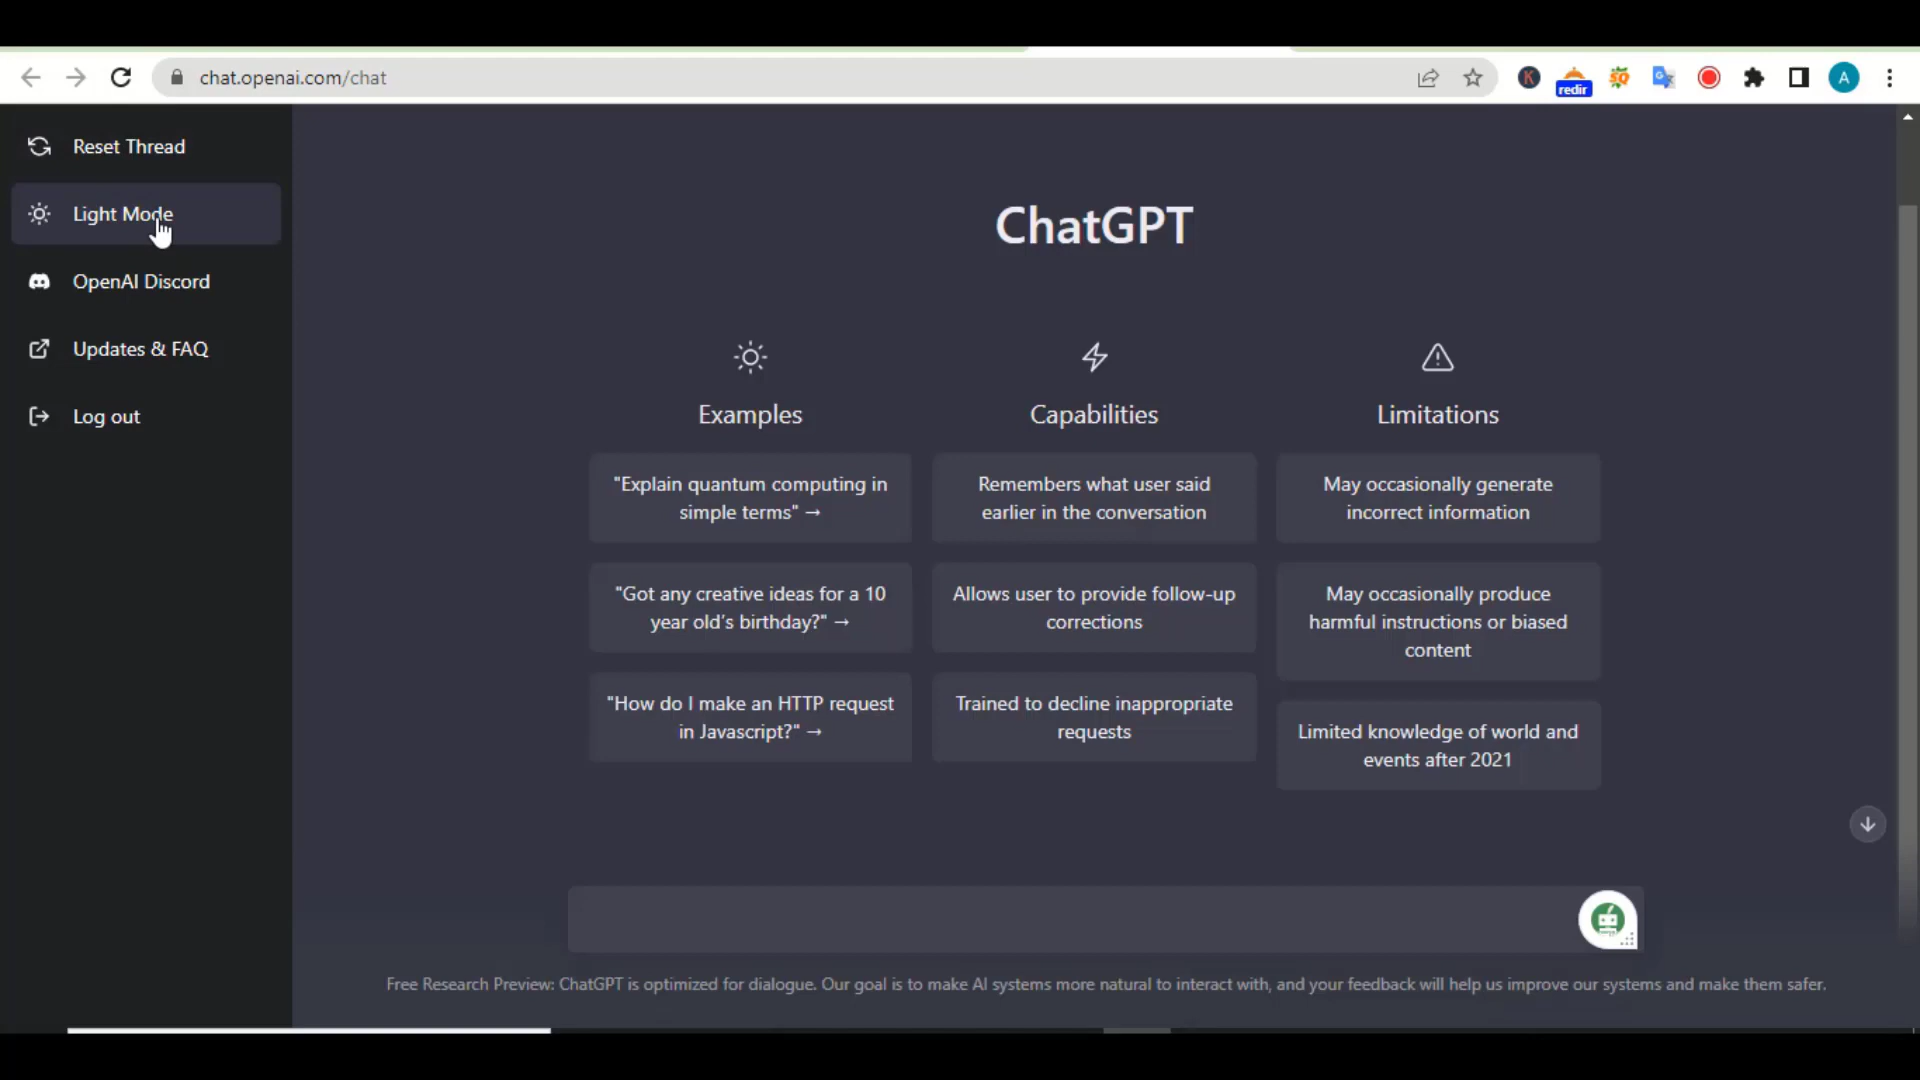 chat.openai.com/chat
redir
SQ
K
G
A
Reset Thread
Light Mode
OpenAI Discord
Updates & FAQ
Log out
ChatGPT
Examples
Capabilities
Limitations
"Explain quantum computing in
simple terms" →
Remembers what user said
earlier in the conversation
May occasionally generate
incorrect information
"Got any creative ideas for a 10
year old's birthday?" →
Allows user to provide follow-up
corrections
May occasionally produce
harmful instructions or biased
content
"How do I make an HTTP request
in Javascript?" →
Trained to decline inappropriate
requests
Limited knowledge of world and
events after 2021
Free Research Preview: ChatGPT is optimized for dialogue. Our goal is to make AI systems more natural to interact with, and your feedback will help us improve our systems and make them safer.